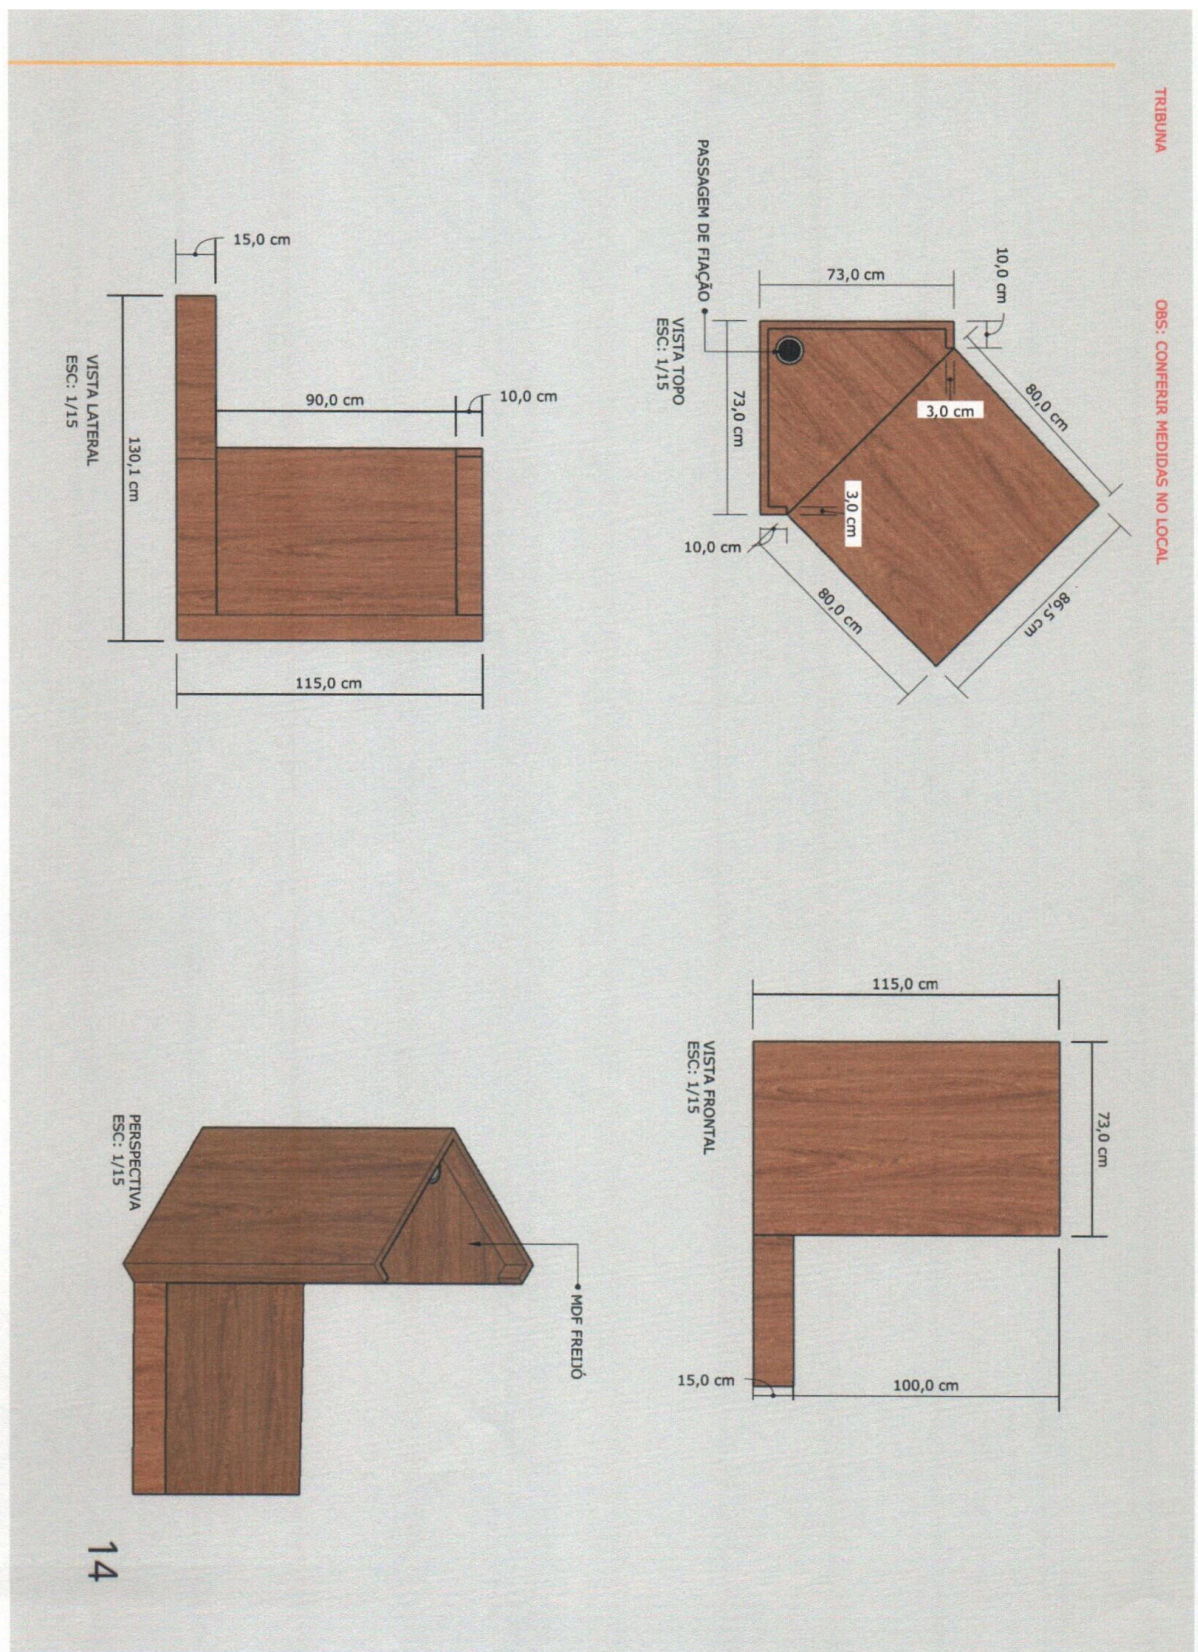 TRIBUNA
OBS: CONFERIR MEDIDAS NO LOCAL
10,0 cm
80,0 cm
73,0 cm
3,0 cm
86,5 cm
PASSAGEM DE FIAÇÃO
73,0 cm
3,0 cm
10,0 cm
80,0 cm
VISTA TOPO
ESC: 1/15
73,0 cm
115,0 cm
100,0 cm
15,0 cm
VISTA FRONTAL
ESC: 1/15
15,0 cm
90,0 cm
10,0 cm
130,1 cm
115,0 cm
VISTA LATERAL
ESC: 1/15
MDF FREIJÓ
PERSPECTIVA
ESC: 1/15
14